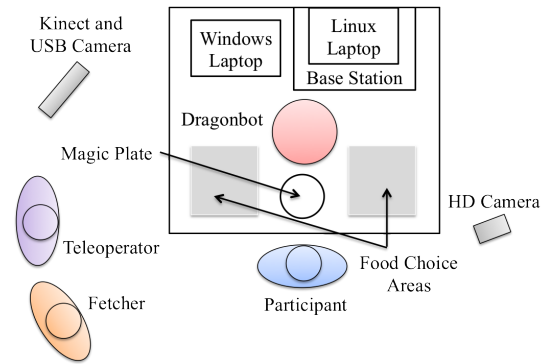 Kinect and
USB Camera
Windows
Laptop
Linux
Laptop
Base Station
Dragonbot
Magic Plate
HD Camera
Teleoperator
Food Choice
Areas
Fetcher
Participant